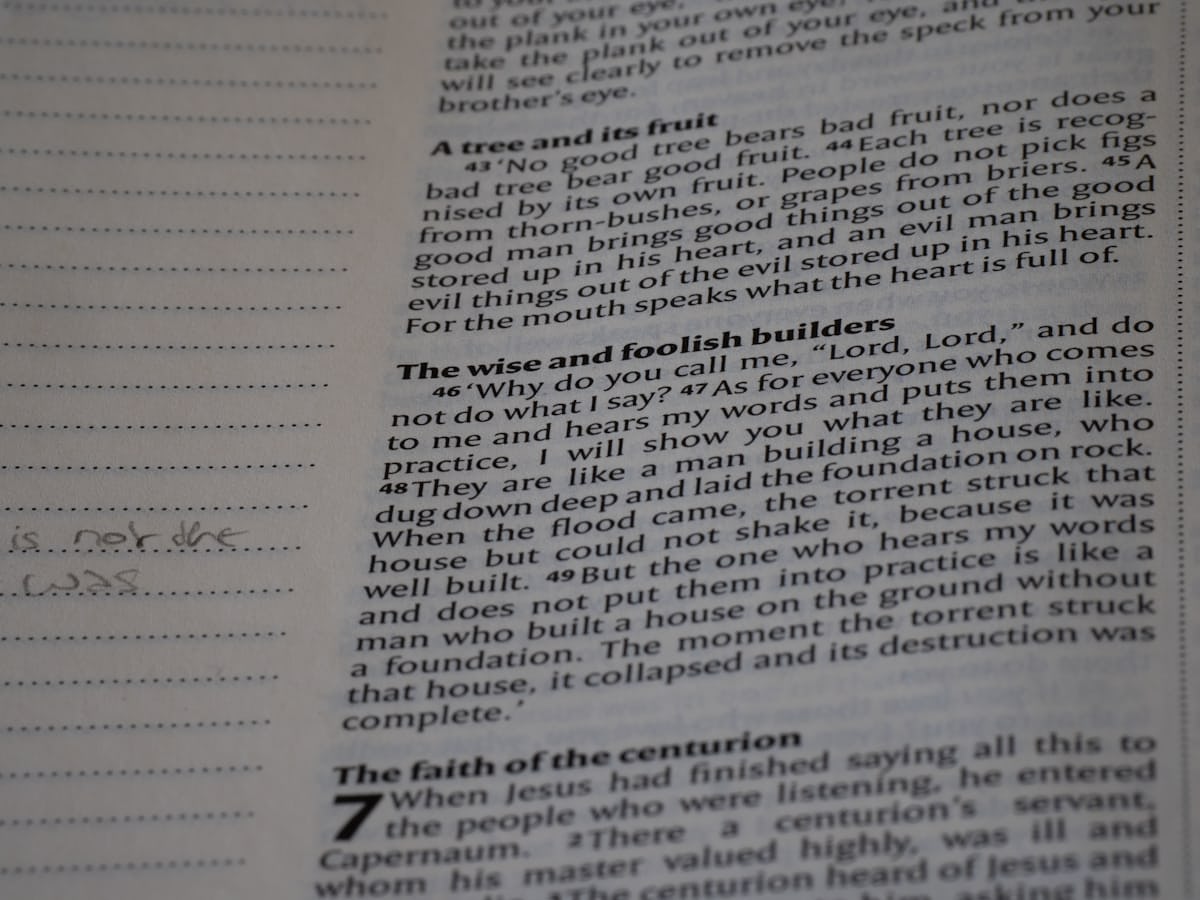 out of your eye,
the plank in your own eye?
take the plank out of your eye, and
will see clearly to remove the speck from your
brother's eye.
A tree and its fruit
43 'No good tree bears bad fruit, nor does a
bad tree bear good fruit. 44 Each tree is recog-
nised by its own fruit. People do not pick figs
from thorn-bushes, or grapes from briers. 45 A
good man brings good things out of the good
stored up in his heart, and an evil man brings
evil things out of the evil stored up in his heart.
For the mouth speaks what the heart is full of.
The wise and foolish builders
46 'Why do you call me, “Lord, Lord,” and do
not do what I say? 47 As for everyone who comes
to me and hears my words and puts them into
practice, I will show you what they are like.
48 They are like a man building a house, who
dug down deep and laid the foundation on rock.
When the flood came, the torrent struck that
house but could not shake it, because it was
well built. 49 But the one who hears my words
and does not put them into practice is like a
man who built a house on the ground without
a foundation. The moment the torrent struck
that house, it collapsed and its destruction was
complete.'
The faith of the centurion
7 When Jesus had finished saying all this to
the people who were listening, he entered
Capernaum. 2 There a centurion's servant,
whom his master valued highly, was ill and
The centurion heard of Jesus and
asking him
is not the
was